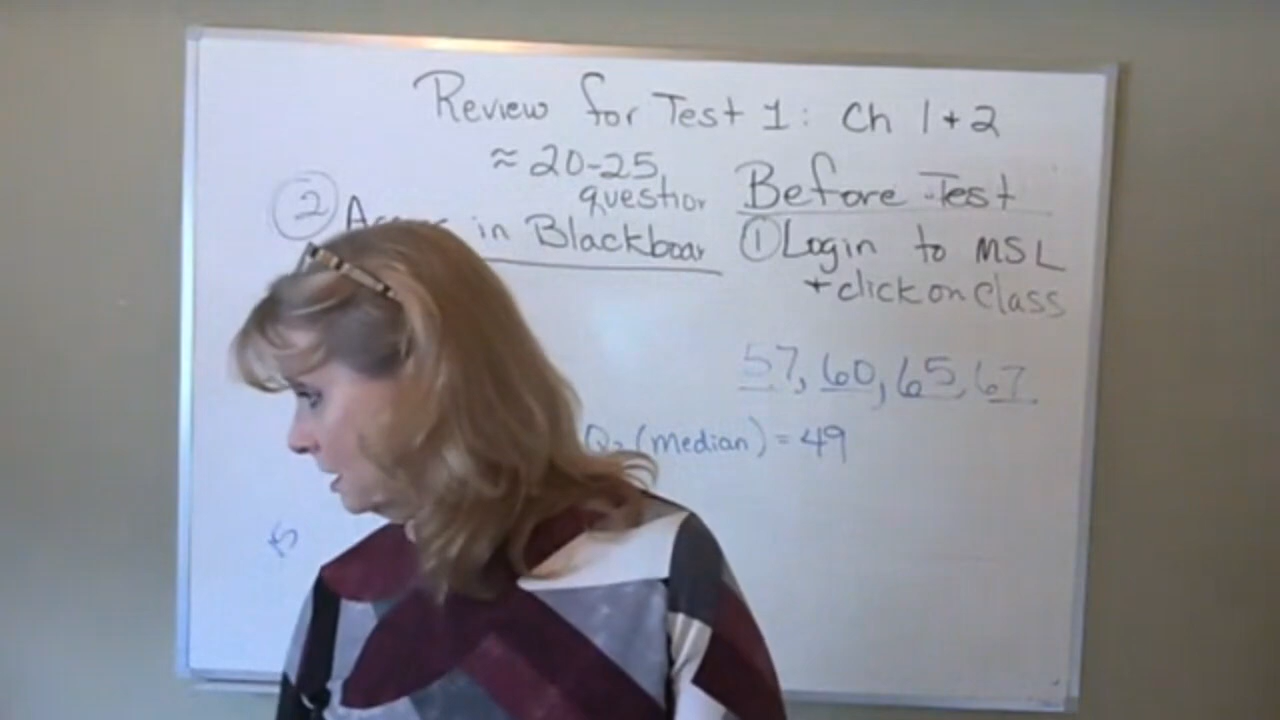 Review for Test 1: Ch 1 + 2
≈ 20-25
question
Before Test
② in Blackboar
① Login to MSL
+ click on Class
57, 60, 65, 67
(median) = 49